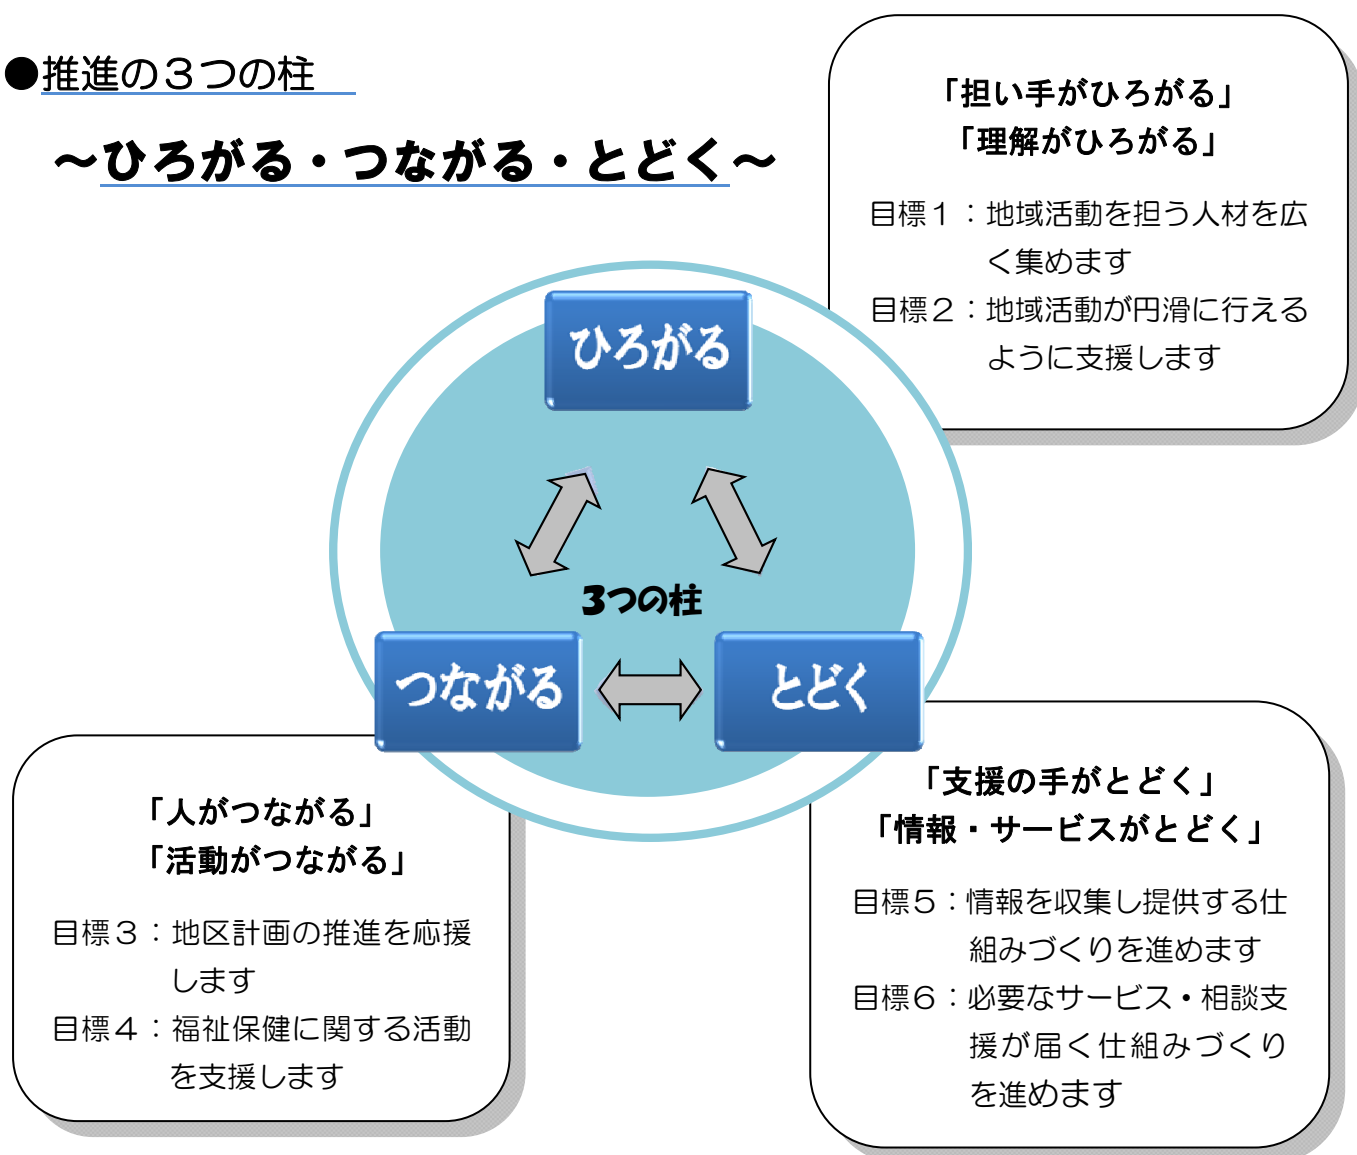 ●推進の３つの柱
～ひろがる・つながる・とどく～
「担い手がひろがる」
「理解がひろがる」
目標１：地域活動を担う人材を広
く集めます
目標２：地域活動が円滑に行える
ように支援します
ひろがる
3つの柱
つながる
とどく
「人がつながる」
「活動がつながる」
目標３：地区計画の推進を応援
します
目標４：福祉保健に関する活動
を支援します
「支援の手がとどく」
「情報・サービスがとどく」
目標５：情報を収集し提供する仕
組みづくりを進めます
目標６：必要なサービス・相談支
援が届く仕組みづくり
を進めます